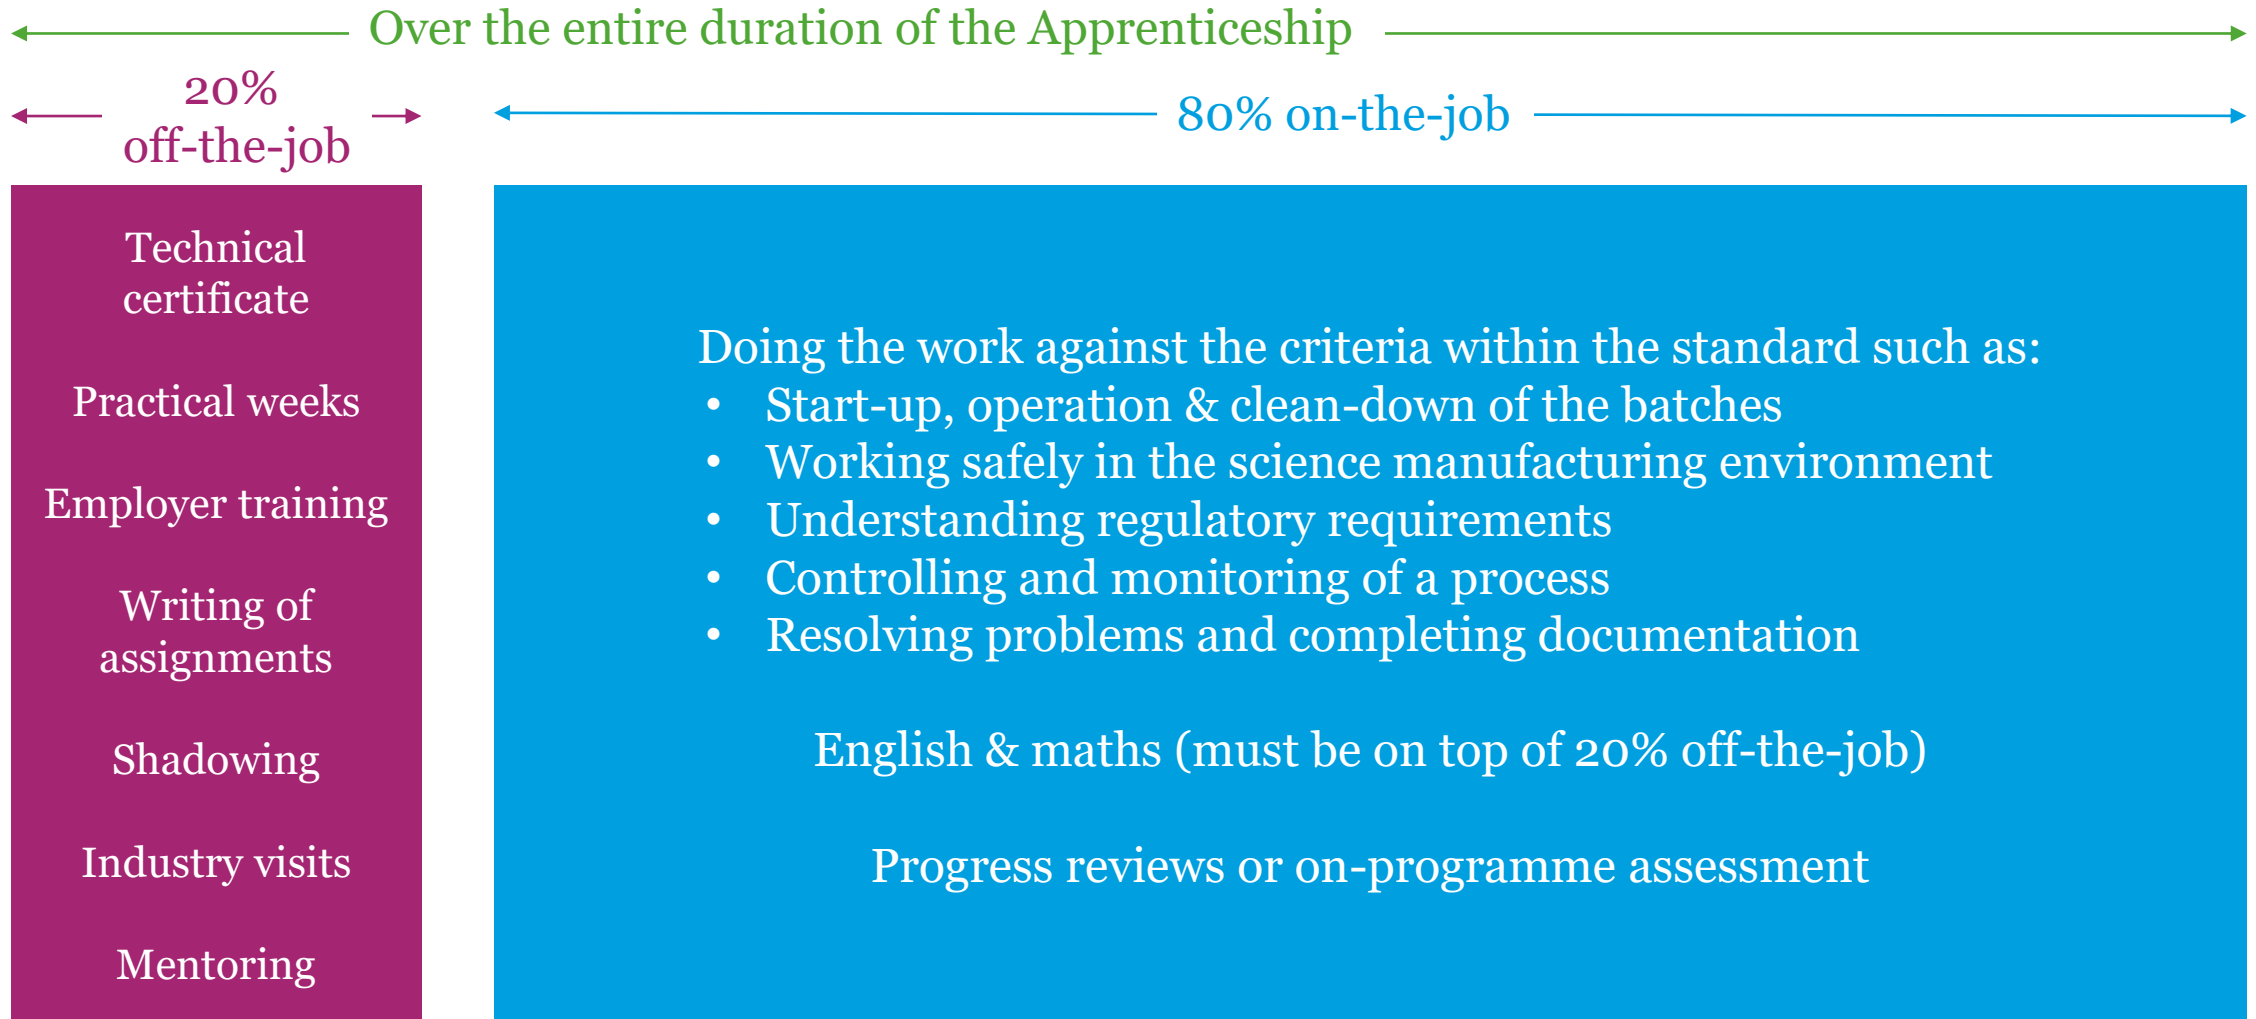 Over the entire duration of the Apprenticeship
20%
off-the-job
80% on-the-job
Technical
certificate
Practical weeks
Employer training
Writing of
assignments
Shadowing
Industry visits
Mentoring
Doing the work against the criteria within the standard such as:
• Start-up, operation & clean-down of the batches
• Working safely in the science manufacturing environment
• Understanding regulatory requirements
• Controlling and monitoring of a process
• Resolving problems and completing documentation
English & maths (must be on top of 20% off-the-job)
Progress reviews or on-programme assessment